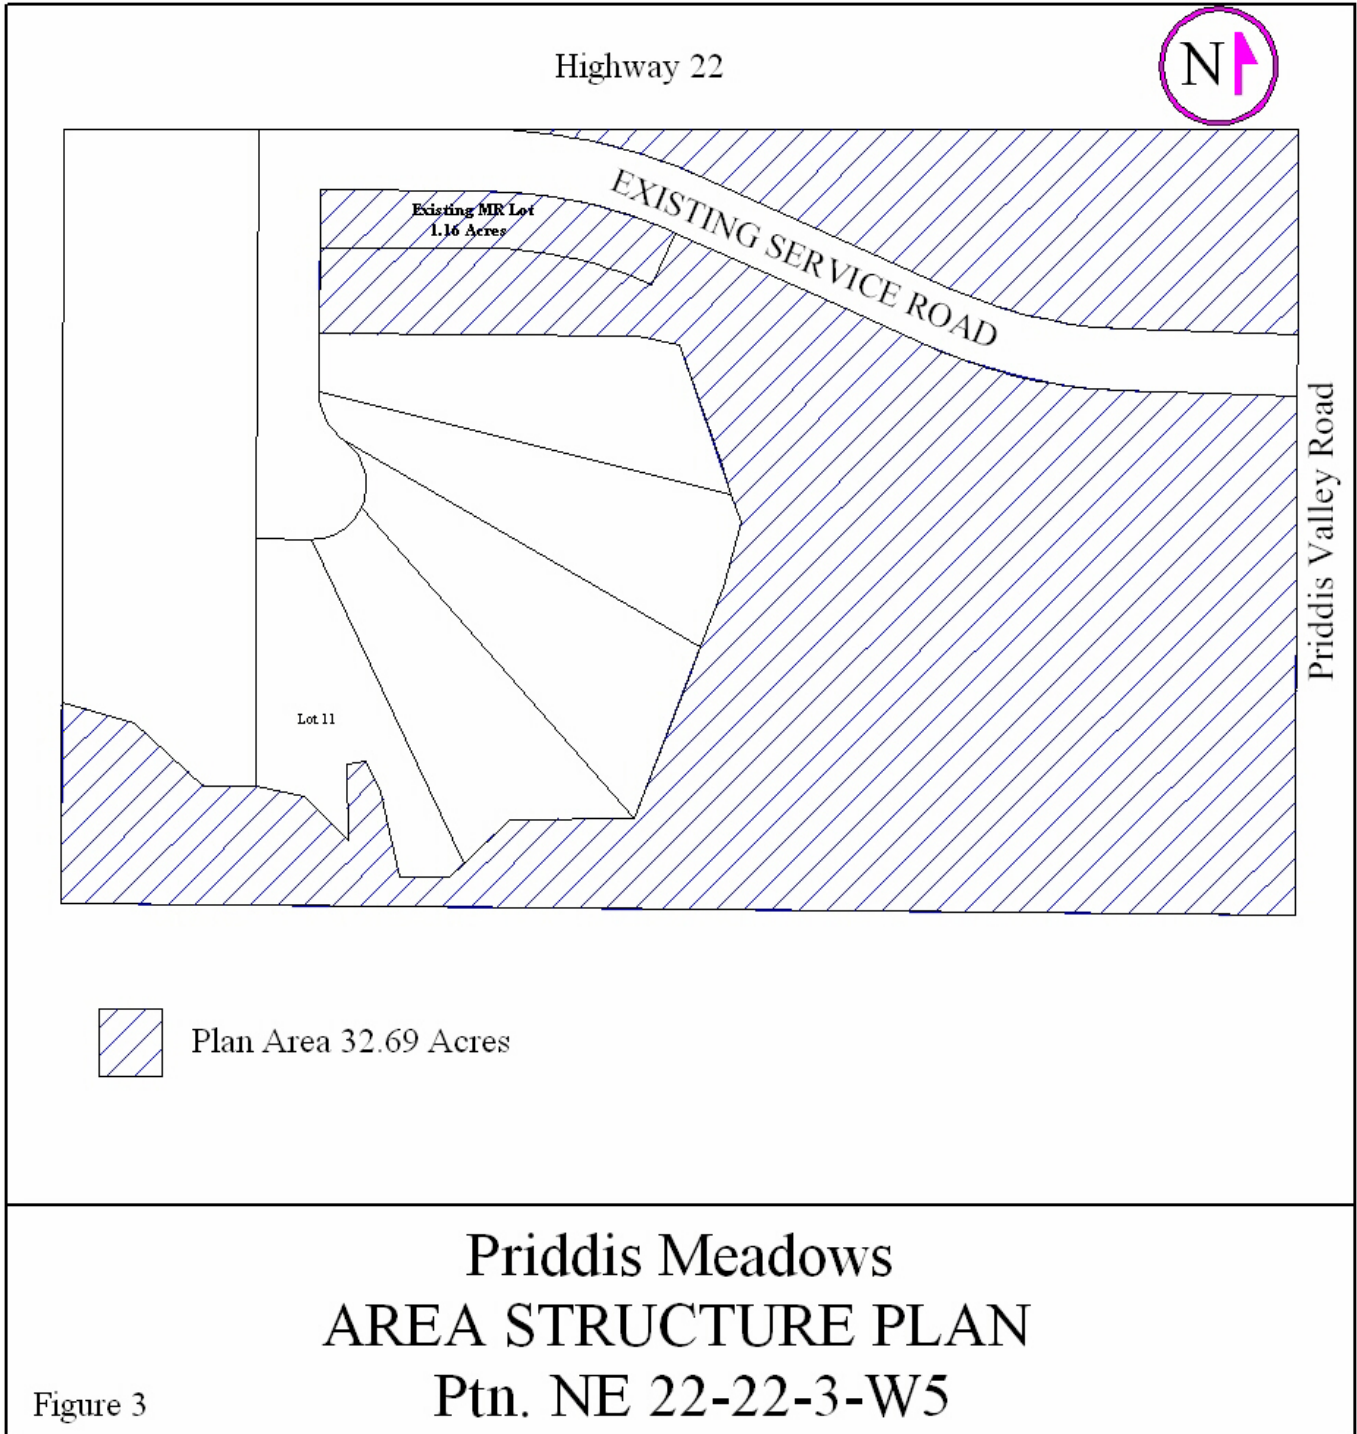 Highway 22
N
EXISTING SERVICE ROAD
Existing MR Lot
1.16 Acres
Priddis Valley Road
Lot 11
Plan Area 32.69 Acres
Priddis Meadows
AREA STRUCTURE PLAN
Ptn. NE 22-22-3-W5
Figure 3